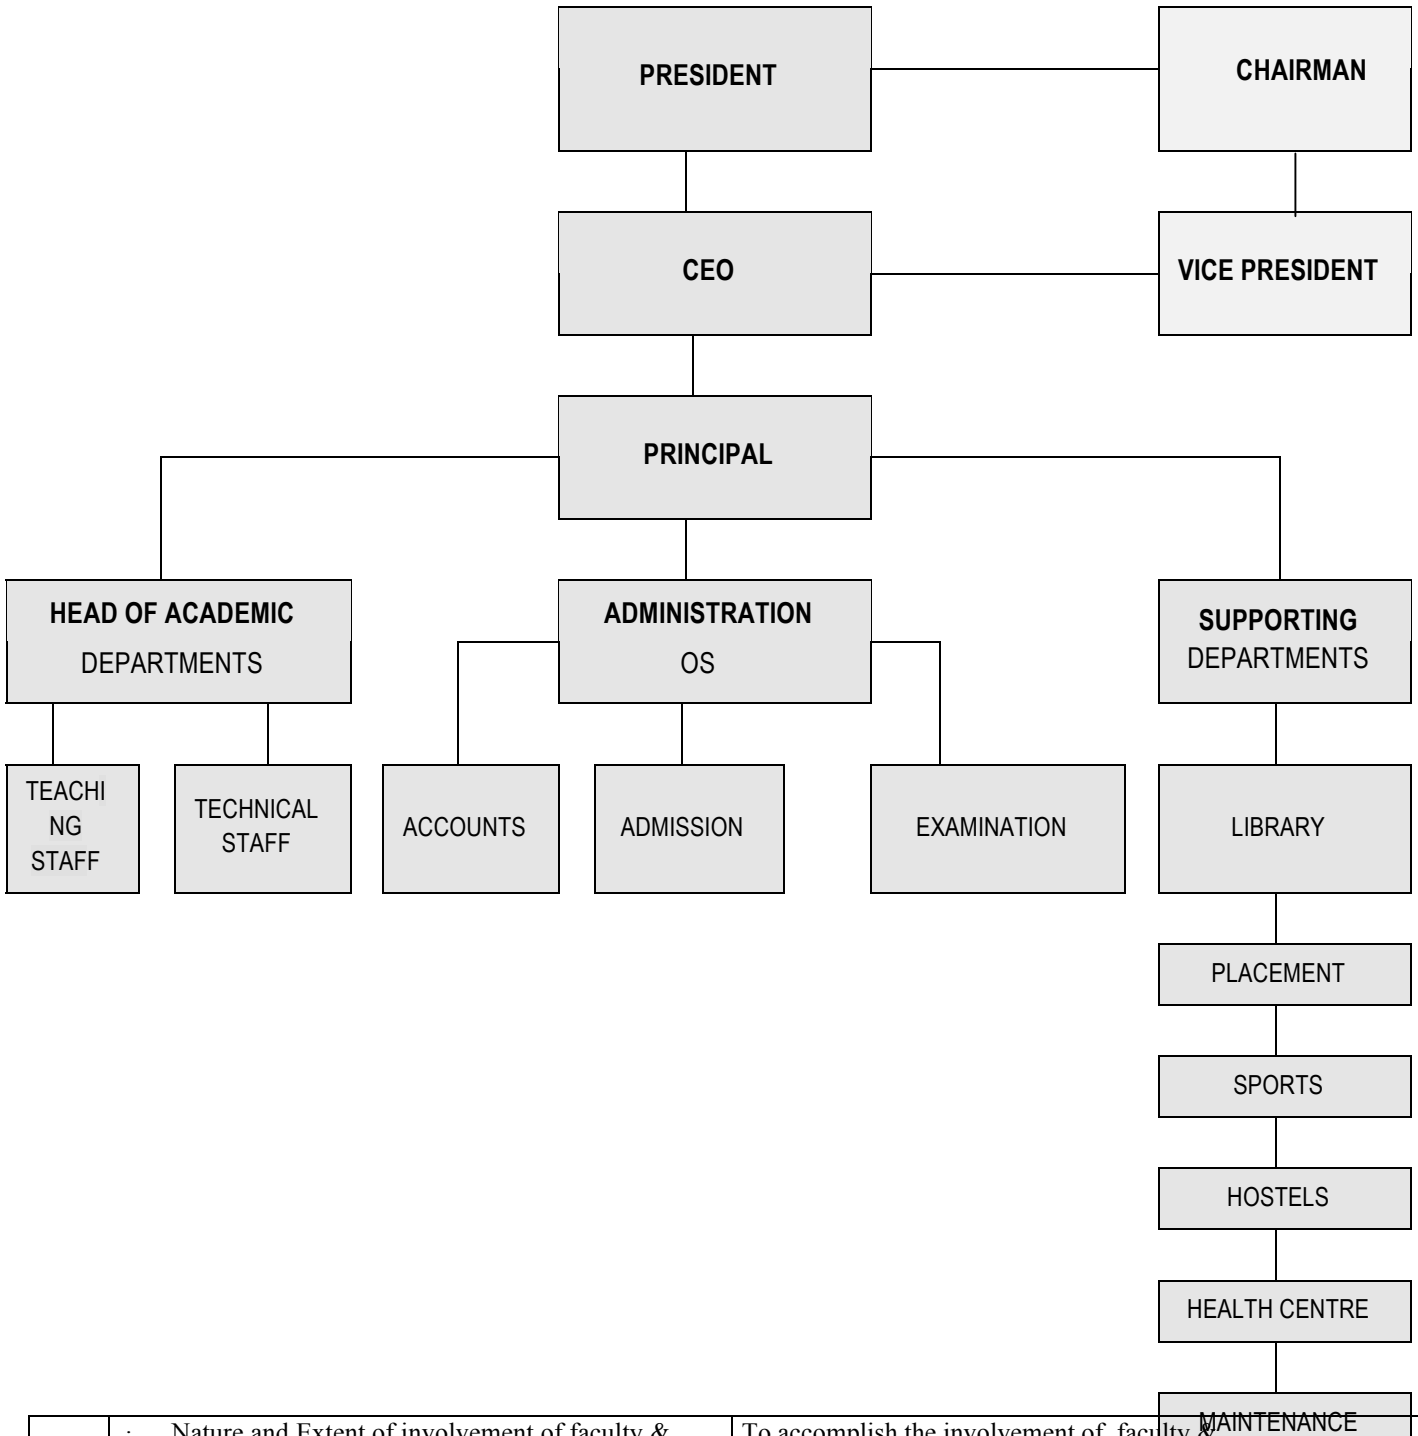 PRESIDENT
CHAIRMAN
CEO
VICE PRESIDENT
PRINCIPAL
HEAD OF ACADEMIC
DEPARTMENTS
ADMINISTRATION
OS
SUPPORTING
DEPARTMENTS
TEACHI
NG
STAFF
TECHNICAL
STAFF
ACCOUNTS
ADMISSION
EXAMINATION
LIBRARY
PLACEMENT
SPORTS
HOSTELS
HEALTH CENTRE
MAINTENANCE
Nature and Extent of involvement of faculty &
To accomplish the involvement of faculty &